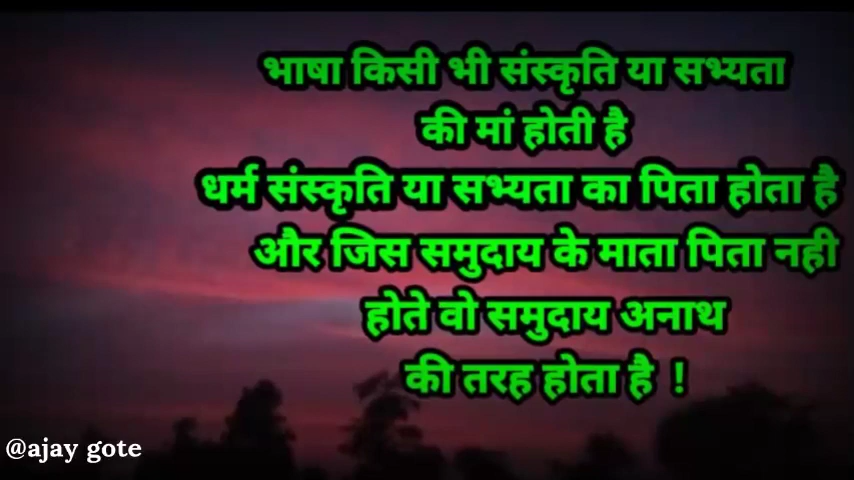 भाषा किसी भी संस्कृति या सभ्यता
की मां होती है
धर्म संस्कृति या सभ्यता का पिता होता है
और जिस समुदाय के माता पिता नही
होते वो समुदाय अनाथ
की तरह होता है !
@ajay gote